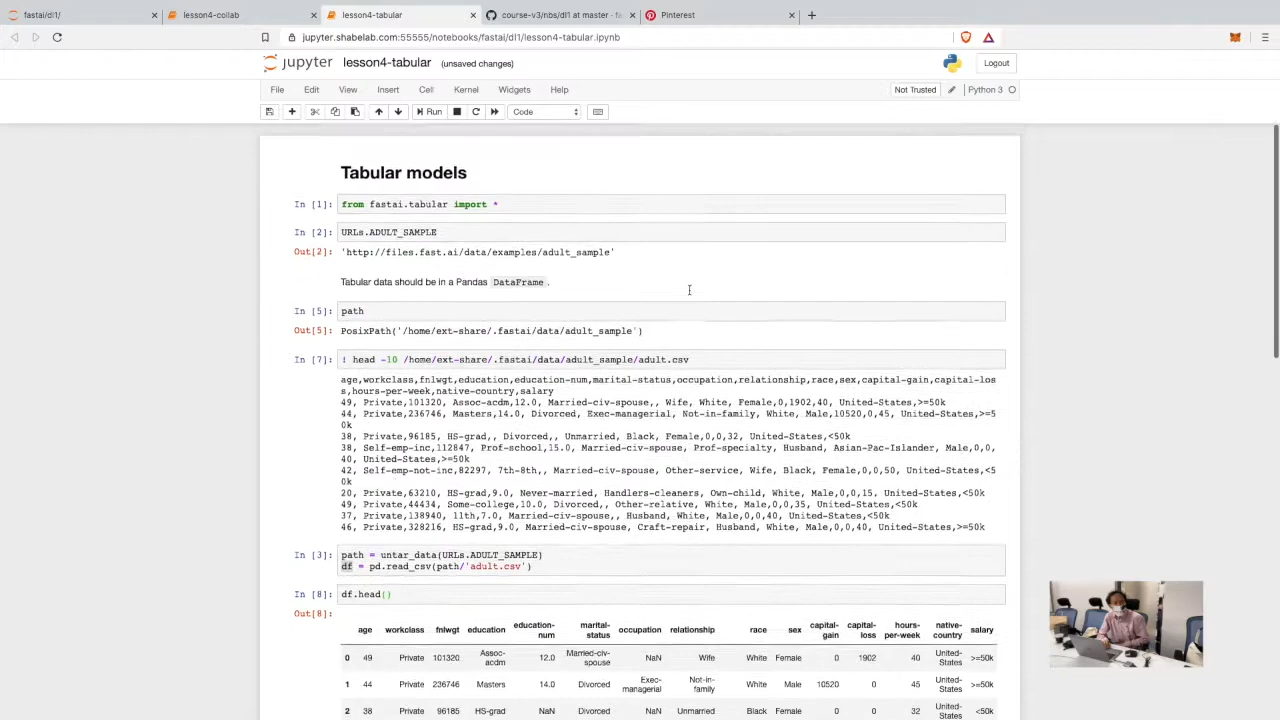 fastai/dl1/
lesson4-collab
lesson4-tabular
course-v3/nbs/dl1 at master · fa
Pinterest
jupyter.shabelab.com:55555/notebooks/fastai/dl1/lesson4-tabular.ipynb
jupyter lesson4-tabular (unsaved changes)
Logout
File Edit View Insert Cell Kernel Widgets Help
Not Trusted Python 3
Run Code
Tabular models
In [1]: from fastai.tabular import *
In [2]: URLs.ADULT_SAMPLE
Out[2]: 'http://files.fast.ai/data/examples/adult_sample'
Tabular data should be in a Pandas DataFrame.
In [5]: path
Out[5]: PosixPath('/home/ext-share/.fastai/data/adult_sample')
In [7]: ! head -10 /home/ext-share/.fastai/data/adult_sample/adult.csv
age,workclass,fnlwgt,education,education-num,marital-status,occupation,relationship,race,sex,capital-gain,capital-los
s,hours-per-week,native-country,salary
49, Private,101320, Assoc-acdm,12.0, Married-civ-spouse,, Wife, White, Female,0,1902,40, United-States,>=50k
44, Private,236746, Masters,14.0, Divorced, Exec-managerial, Not-in-family, White, Male,10520,0,45, United-States,>=5
0k
38, Private,96185, HS-grad,, Divorced,, Unmarried, Black, Female,0,0,32, United-States,<50k
38, Self-emp-inc,112847, Prof-school,15.0, Married-civ-spouse, Prof-specialty, Husband, Asian-Pac-Islander, Male,0,0,
40, United-States,>=50k
42, Self-emp-not-inc,82297, 7th-8th,, Married-civ-spouse, Other-service, Wife, Black, Female,0,0,50, United-States,<5
0k
20, Private,63210, HS-grad,9.0, Never-married, Handlers-cleaners, Own-child, White, Male,0,0,15, United-States,<50k
49, Private,44434, Some-college,10.0, Divorced,, Other-relative, White, Male,0,0,35, United-States,<50k
37, Private,138940, 11th,7.0, Married-civ-spouse,, Husband, White, Male,0,0,40, United-States,<50k
46, Private,328216, HS-grad,9.0, Married-civ-spouse, Craft-repair, Husband, White, Male,0,0,40, United-States,>=50k
In [3]: path = untar_data(URLs.ADULT_SAMPLE)
df = pd.read_csv(path/'adult.csv')
In [8]: df.head()
Out[8]:
age workclass fnlwgt education education-num marital-status occupation relationship race sex capital-gain capital-loss hours-per-week native-country salary
0 49 Private 101320 Assoc-acdm 12.0 Married-civ-spouse NaN Wife White Female 0 1902 40 United-States >=50k
1 44 Private 236746 Masters 14.0 Divorced Exec-managerial Not-in-family White Male 10520 0 45 United-States >=50k
2 38 Private 96185 HS-grad NaN Divorced NaN Unmarried Black Female 0 0 32 United-States <50k